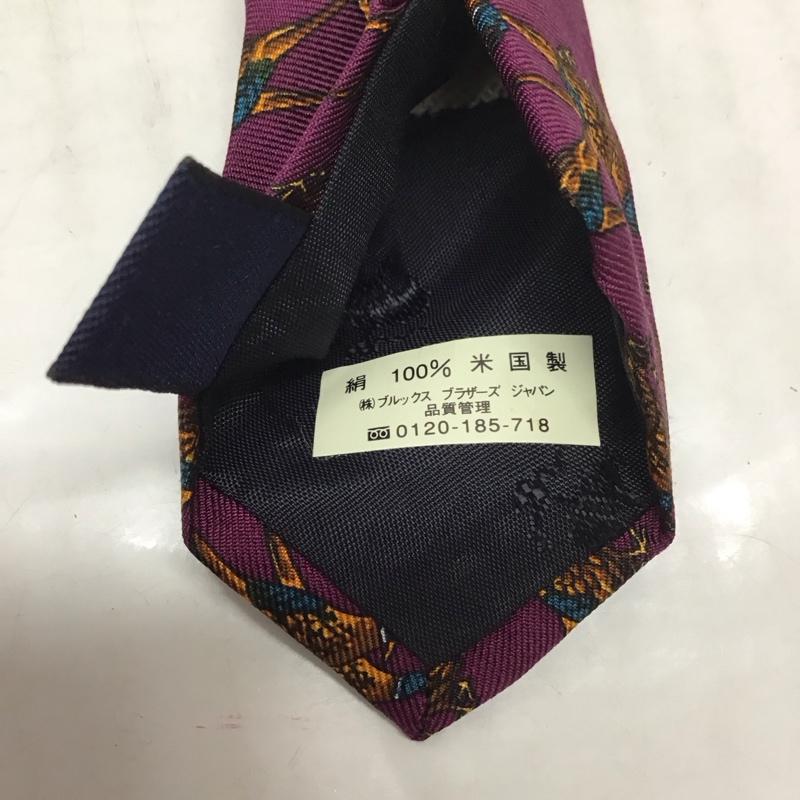 絹 100% 米国製
㈱ブルックス ブラザーズ ジャパン
品質管理
0120-185-718